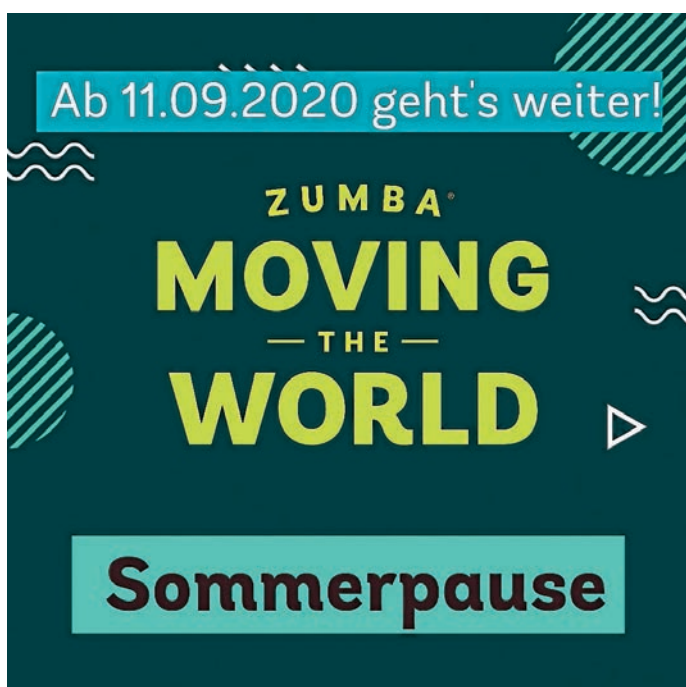 Ab 11.09.2020 geht's weiter!
ZUMBA®
MOVING
— THE —
WORLD
Sommerpause